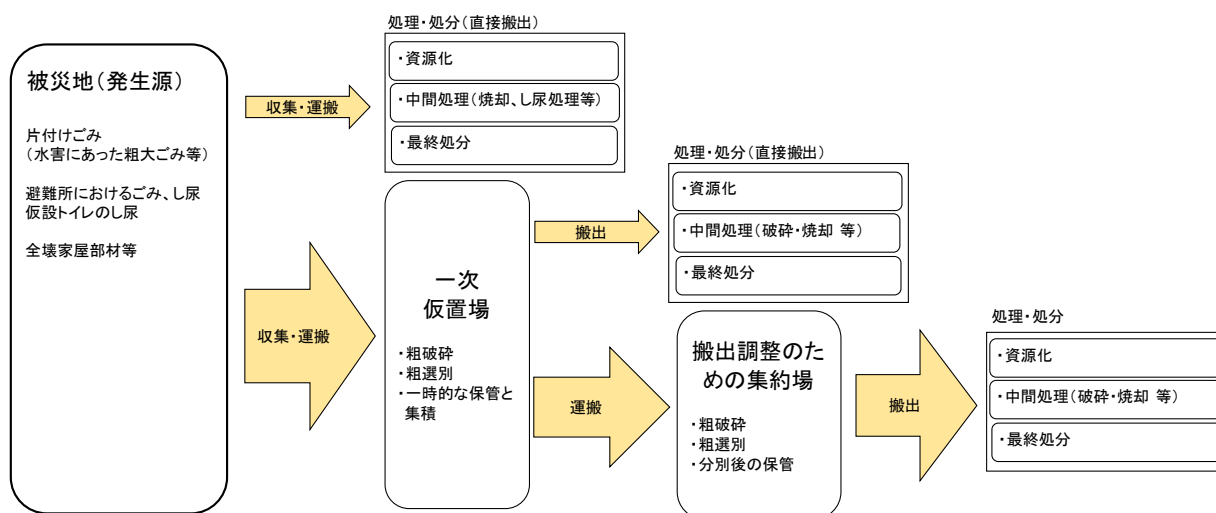 被災地(発生源)
片付けごみ
(水害にあった粗大ごみ等)
避難所におけるごみ、し尿
仮設トイレのし尿
全壊家屋部材等
収集・運搬
処理・処分(直接搬出)
・資源化
・中間処理(焼却、し尿処理等)
・最終処分
収集・運搬
一次
仮置場
・粗破砕
・粗選別
・一時的な保管と
集積
搬出
処理・処分(直接搬出)
・資源化
・中間処理(破砕・焼却 等)
・最終処分
運搬
搬出調整のた
めの集約場
・粗破砕
・粗選別
・分別後の保管
搬出
処理・処分
・資源化
・中間処理(破砕・焼却 等)
・最終処分